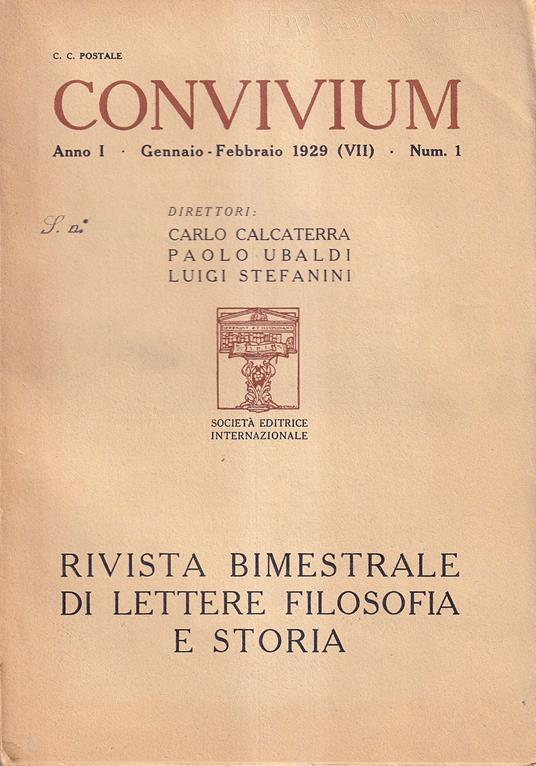 C. C. POSTALE
CONVIVIUM
Anno I · Gennaio - Febbraio 1929 (VII) · Num. 1
S. n.
DIRETTORI:
CARLO CALCATERRA
PAOLO UBALDI
LUIGI STEFANINI
SOCIETÀ EDITRICE
INTERNAZIONALE
RIVISTA BIMESTRALE
DI LETTERE FILOSOFIA
E STORIA